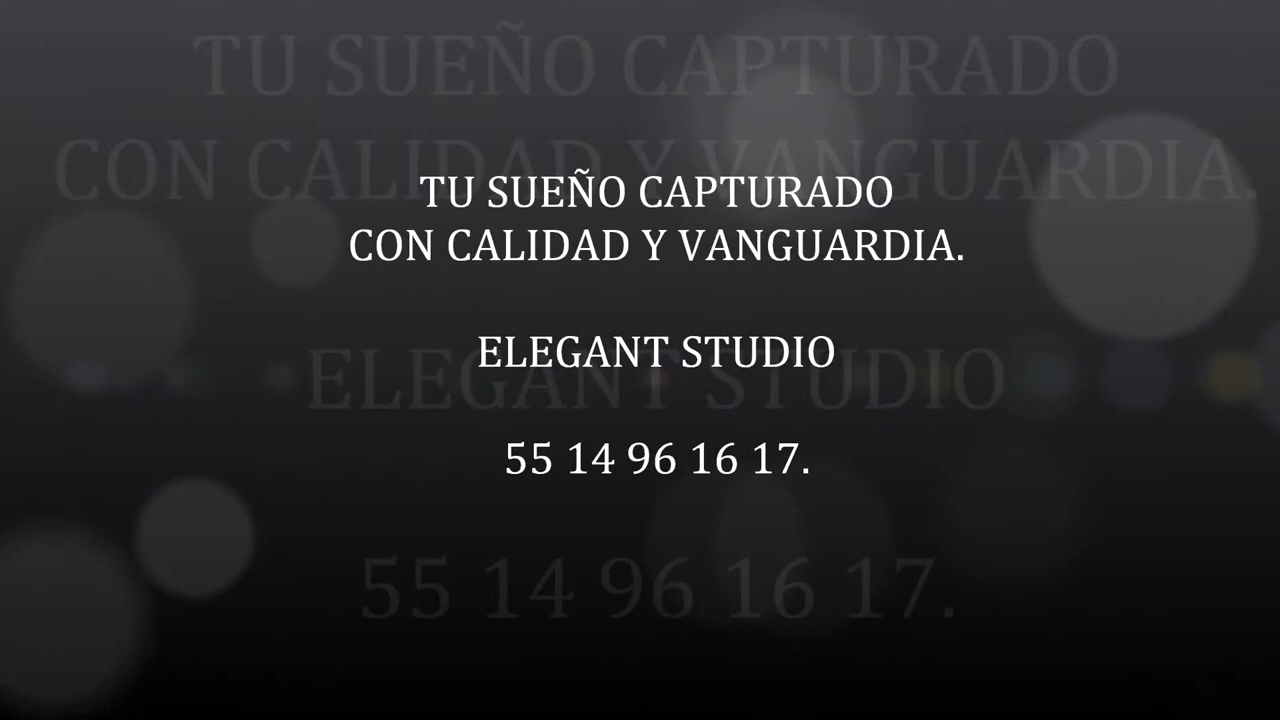 TU SUEÑO CAPTURADO
CON CALIDAD Y VANGUARDIA.
ELEGANT STUDIO
55 14 96 16 17.